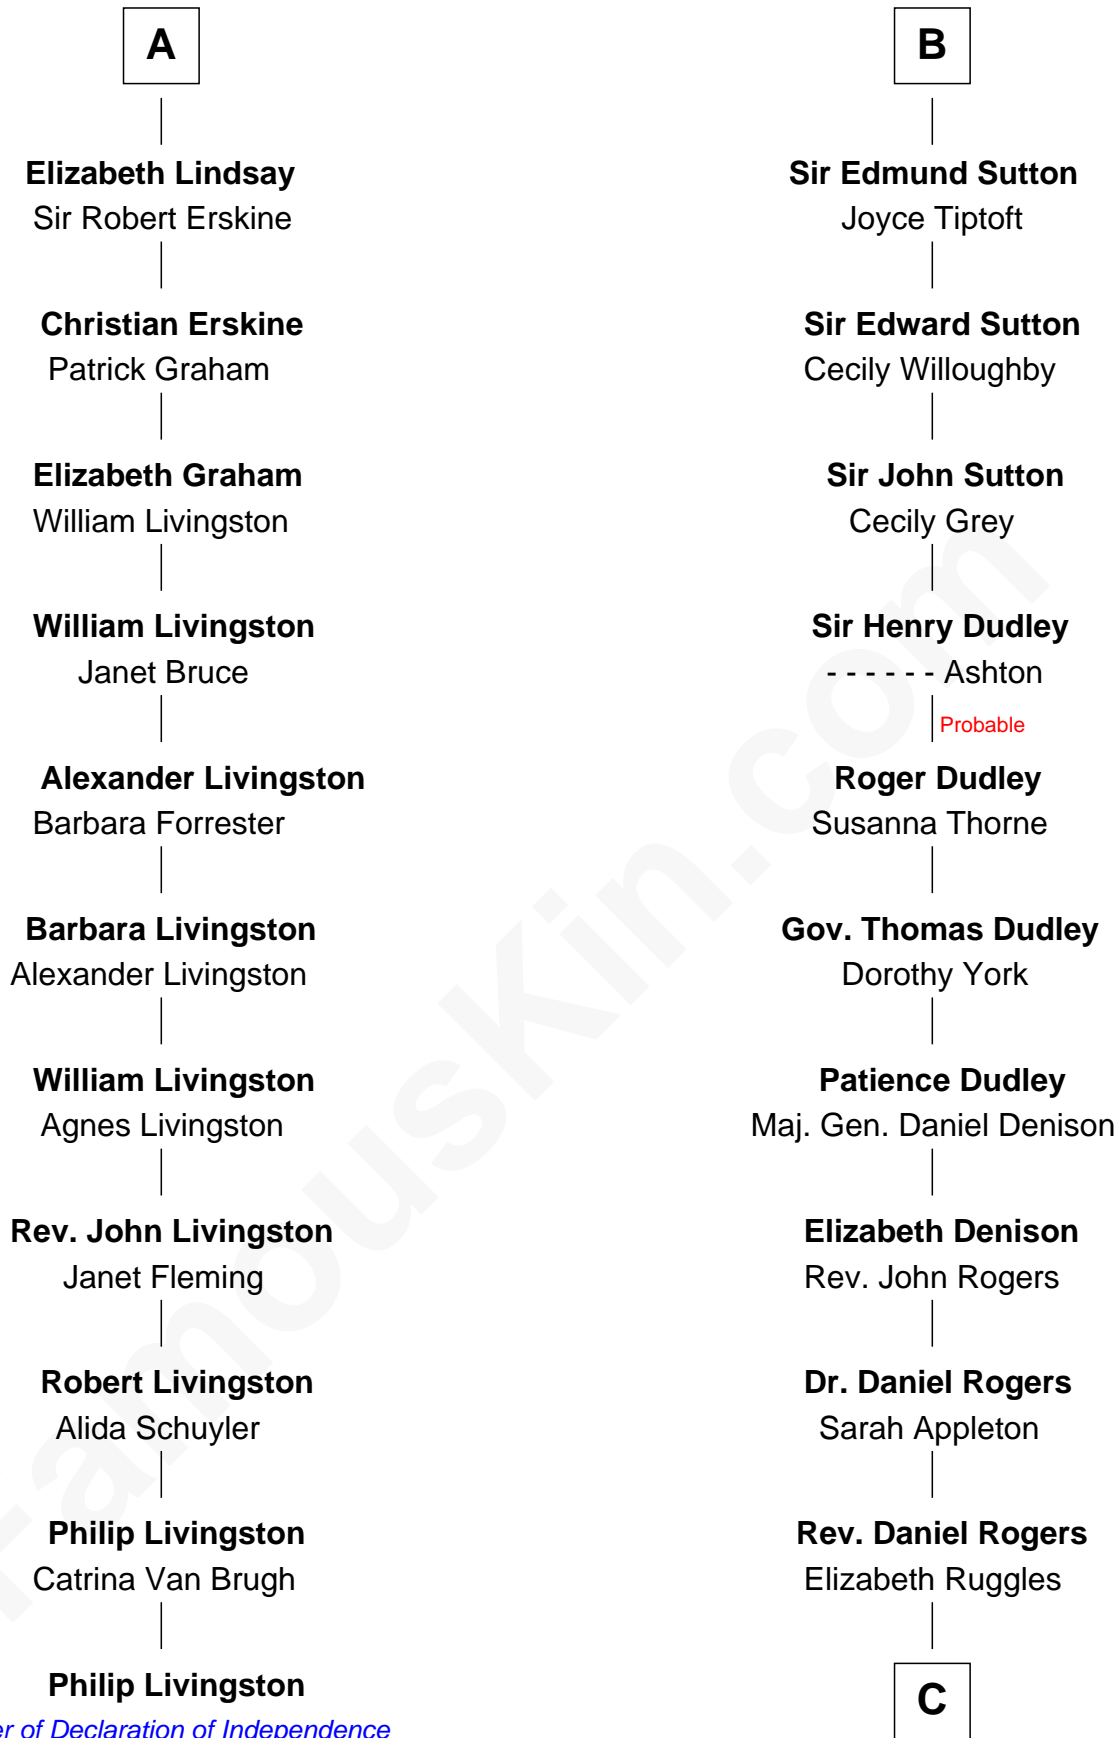 A
Elizabeth Lindsay
Sir Robert Erskine
Christian Erskine
Patrick Graham
Elizabeth Graham
William Livingston
William Livingston
Janet Bruce
Alexander Livingston
Barbara Forrester
Barbara Livingston
Alexander Livingston
William Livingston
Agnes Livingston
Rev. John Livingston
Janet Fleming
Robert Livingston
Alida Schuyler
Philip Livingston
Catrina Van Brugh
Philip Livingston
of Declaration of Independence
B
Sir Edmund Sutton
Joyce Tiptoft
Sir Edward Sutton
Cecily Willoughby
Sir John Sutton
Cecily Grey
Sir Henry Dudley
- - - - - - Ashton
Probable
Roger Dudley
Susanna Thorne
Gov. Thomas Dudley
Dorothy York
Patience Dudley
Maj. Gen. Daniel Denison
Elizabeth Denison
Rev. John Rogers
Dr. Daniel Rogers
Sarah Appleton
Rev. Daniel Rogers
Elizabeth Ruggles
C
FamousKin.com